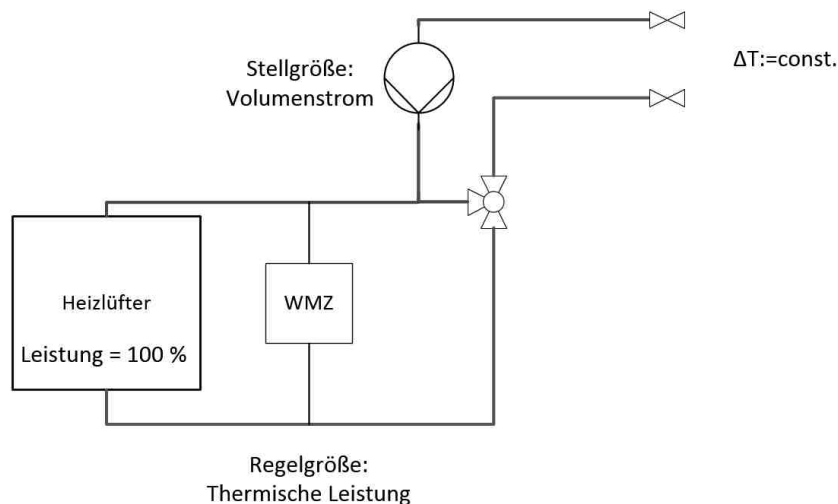 Stellgröße:
Volumenstrom
ΔT:=const.
Heizlüfter
Leistung = 100 %
WMZ
Regelgröße:
Thermische Leistung